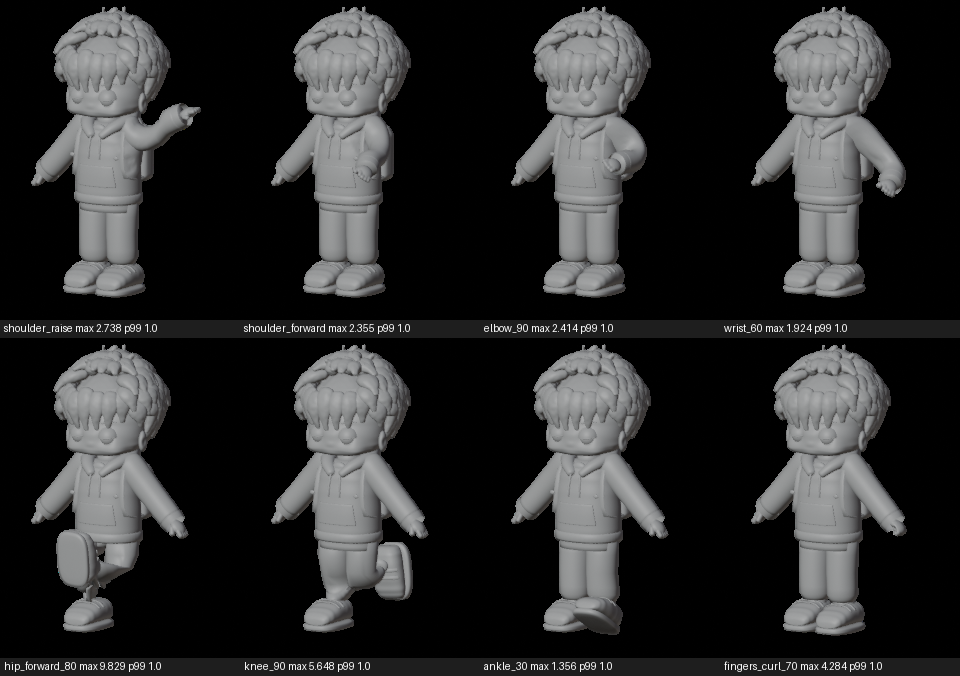 shoulder_raise max 2.738 p99 1.0
shoulder_forward max 2.355 p99 1.0
elbow_90 max 2.414 p99 1.0
wrist_60 max 1.924 p99 1.0
hip_forward_80 max 9.829 p99 1.0
knee_90 max 5.648 p99 1.0
ankle_30 max 1.356 p99 1.0
fingers_curl_70 max 4.284 p99 1.0